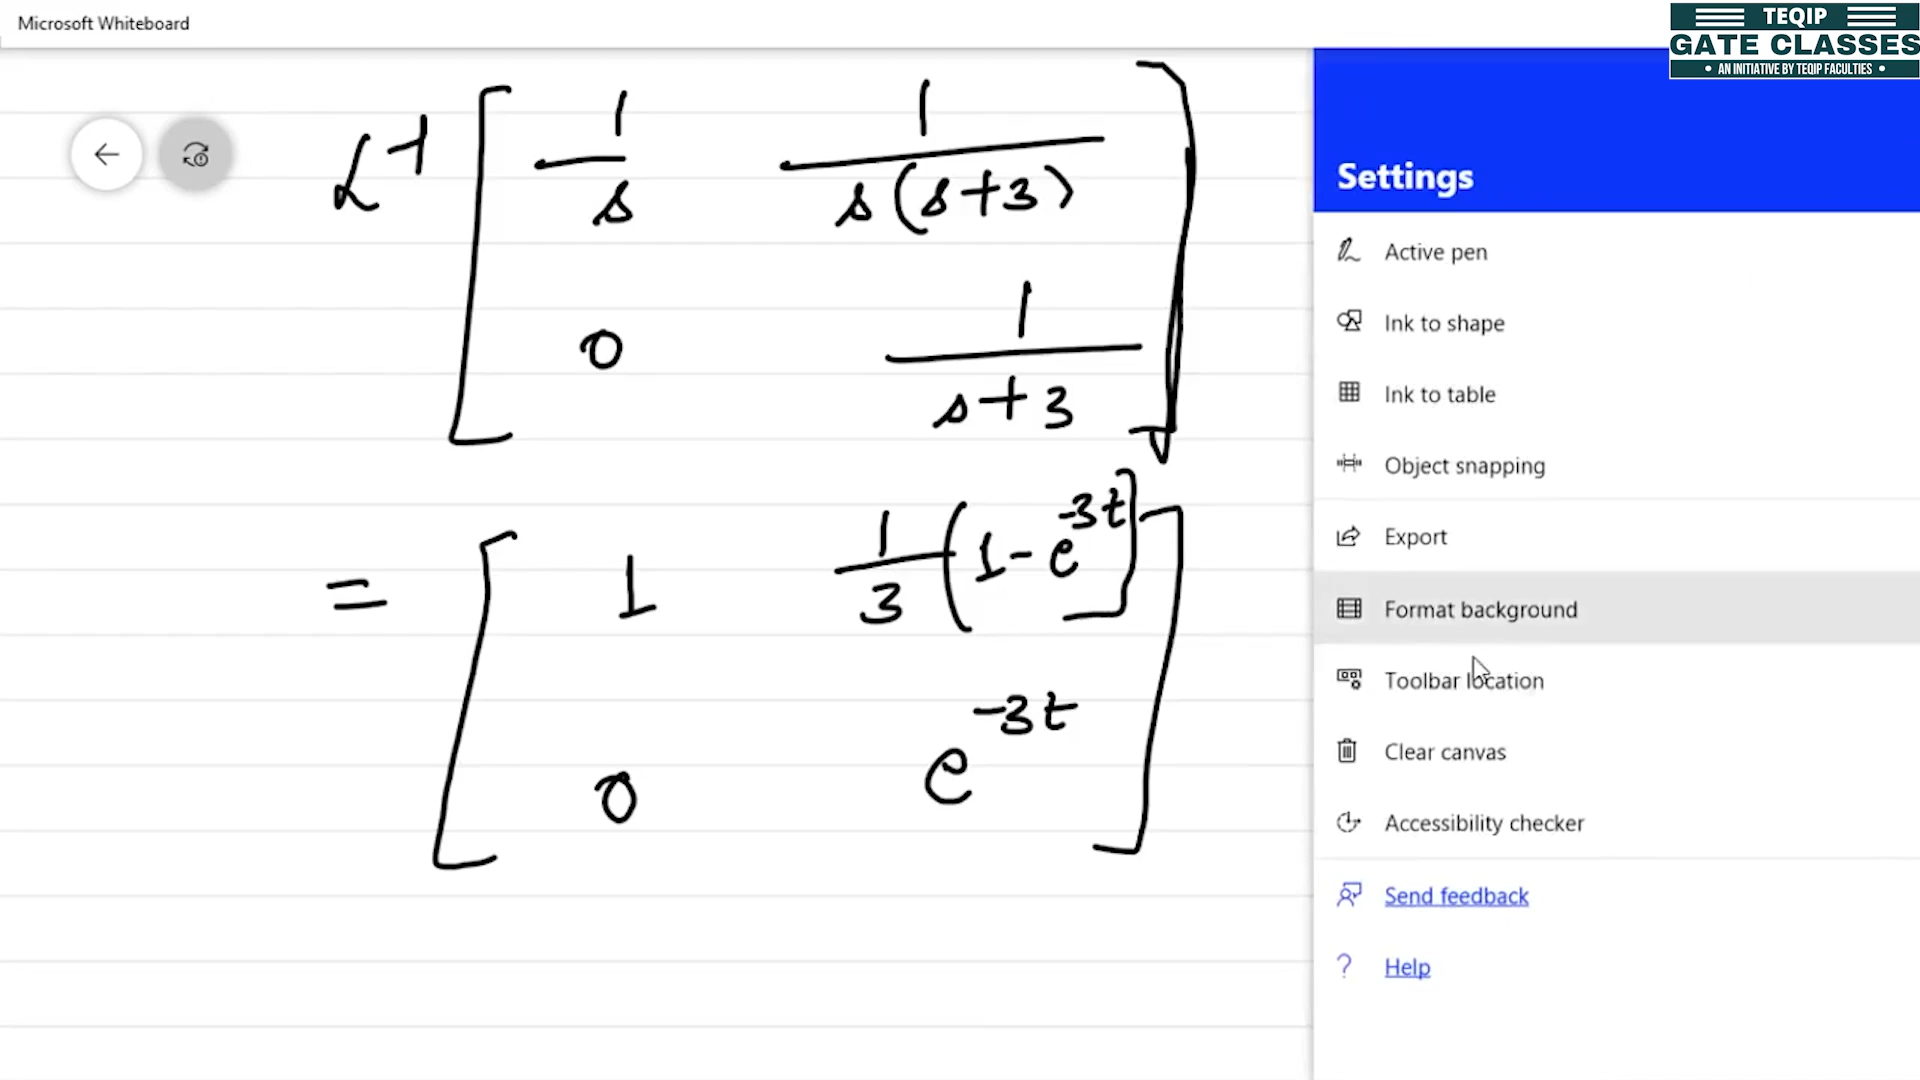 Microsoft Whiteboard
TEQIP
GATE CLASSES
• AN INITIATIVE BY TEQIP FACULTIES •
ℒ⁻¹ [ 1/s   1/(s(s+3))
0   1/(s+3) ]
= [ 1   1/3 (1 - e^{-3t}]
0   e^{-3t} ]
Settings
Active pen
Ink to shape
Ink to table
Object snapping
Export
Format background
Toolbar location
Clear canvas
Accessibility checker
Send feedback
Help